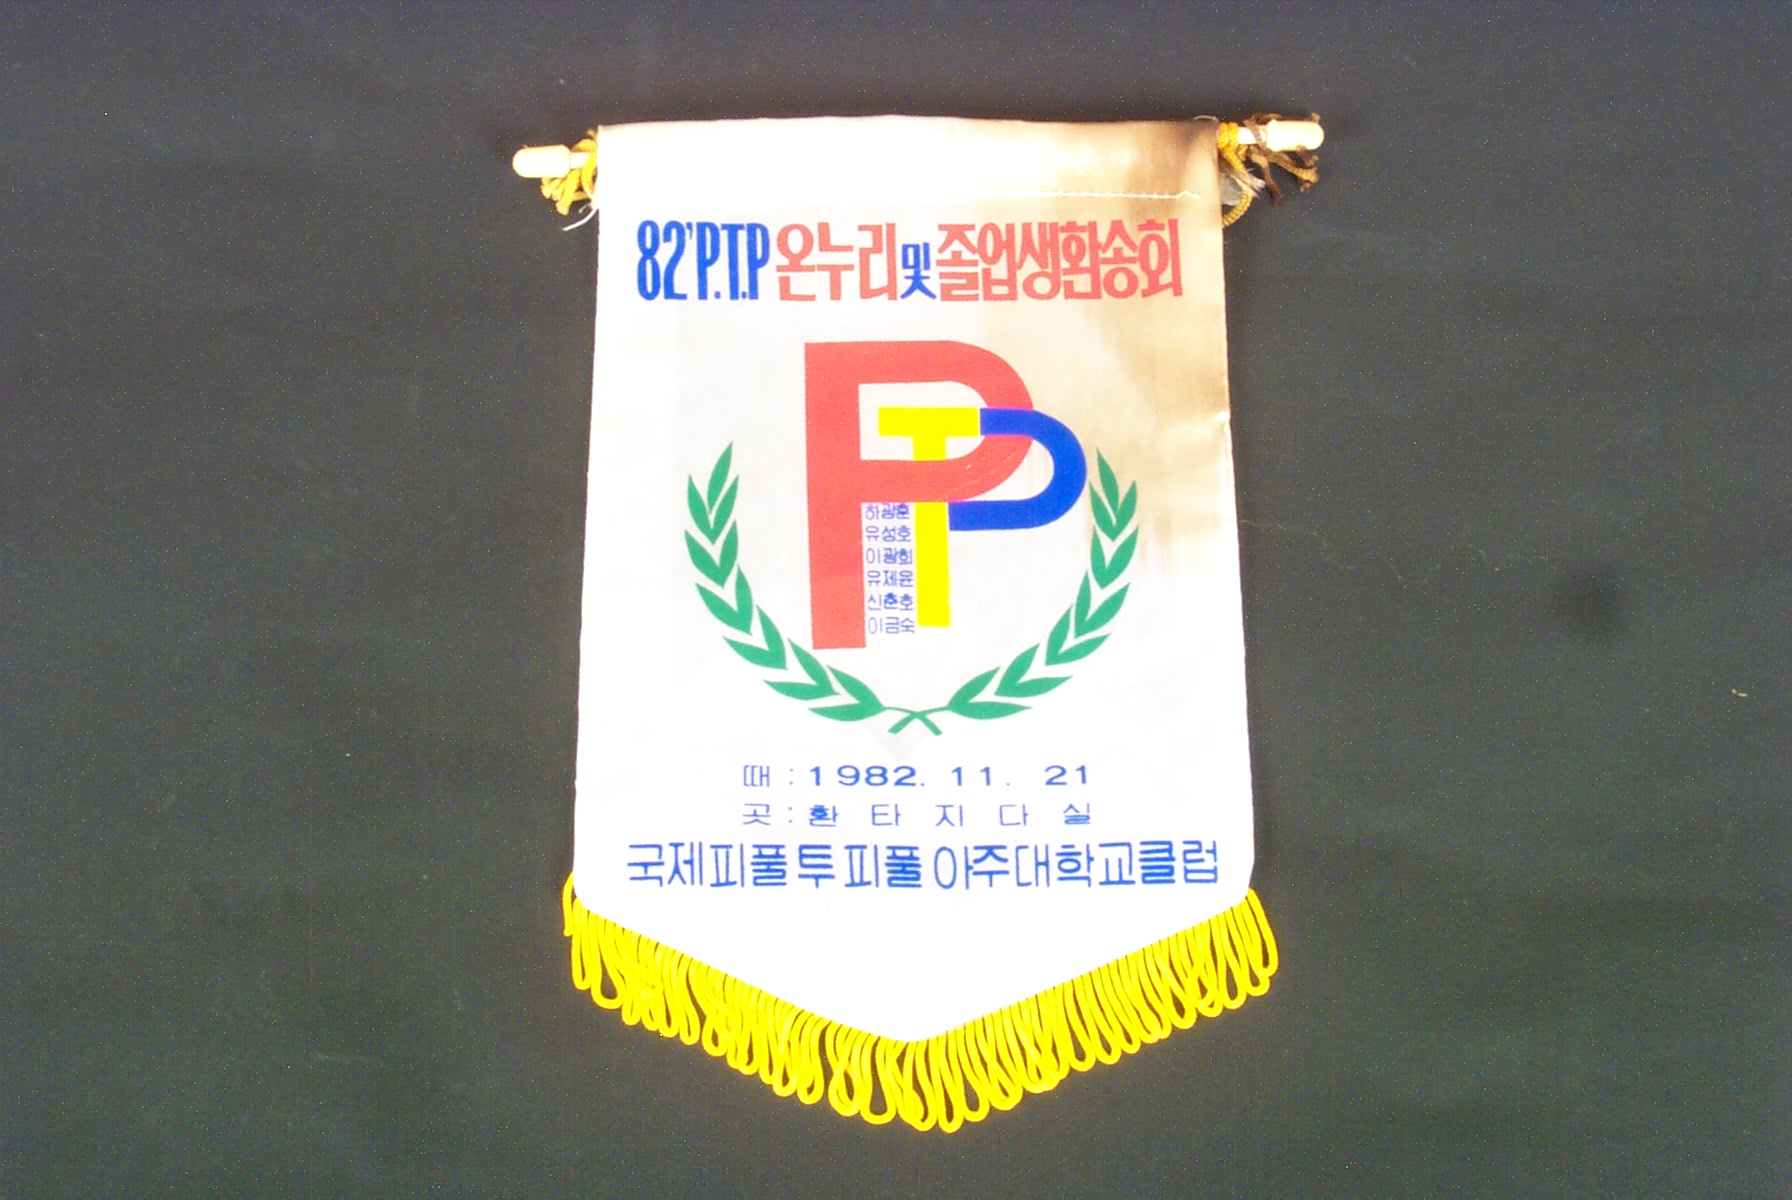 82'P.T.P 온누리 및 졸업생환송회
PTP
하광훈
유성호
이광희
유제윤
신춘호
이금숙
때 : 1982. 11. 21
곳 : 환 타 지 다 실
국제피풀투피풀 아주대학교클럽